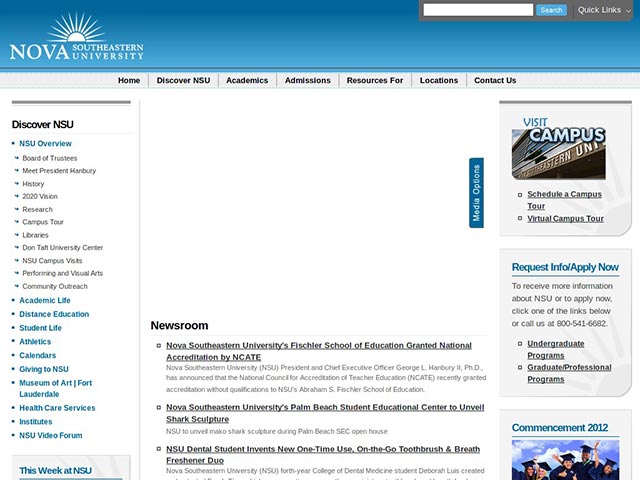 Search
Quick Links
NOVA SOUTHEASTERN
UNIVERSITY
Home
Discover NSU
Academics
Admissions
Resources For
Locations
Contact Us
Discover NSU
NSU Overview
Board of Trustees
Meet President Hanbury
History
2020 Vision
Research
Campus Tour
Libraries
Don Taft University Center
NSU Campus Visits
Performing and Visual Arts
Community Outreach
Academic Life
Distance Education
Student Life
Athletics
Calendars
Giving to NSU
Museum of Art | Fort
Lauderdale
Health Care Services
Institutes
NSU Video Forum
This Week at NSU
Media Options
Newsroom
Nova Southeastern University's Fischler School of Education Granted National
Accreditation by NCATE
Nova Southeastern University (NSU) President and Chief Executive Officer George L. Hanbury II, Ph.D.,
has announced that the National Council for Accreditation of Teacher Education (NCATE) recently granted
accreditation without qualifications to NSU's Abraham S. Fischler School of Education.
Nova Southeastern University's Palm Beach Student Educational Center to Unveil
Shark Sculpture
NSU to unveil mako shark sculpture during Palm Beach SEC open house
NSU Dental Student Invents New One-Time Use, On-the-Go Toothbrush & Breath
Freshener Duo
Nova Southeastern University (NSU) forth-year College of Dental Medicine student Deborah Luis created
VISIT
CAMPUS
Schedule a Campus
Tour
Virtual Campus Tour
Request Info/Apply Now
To receive more information
about NSU or to apply now,
click one of the links below
or call us at 800-541-6682.
Undergraduate
Programs
Graduate/Professional
Programs
Commencement 2012